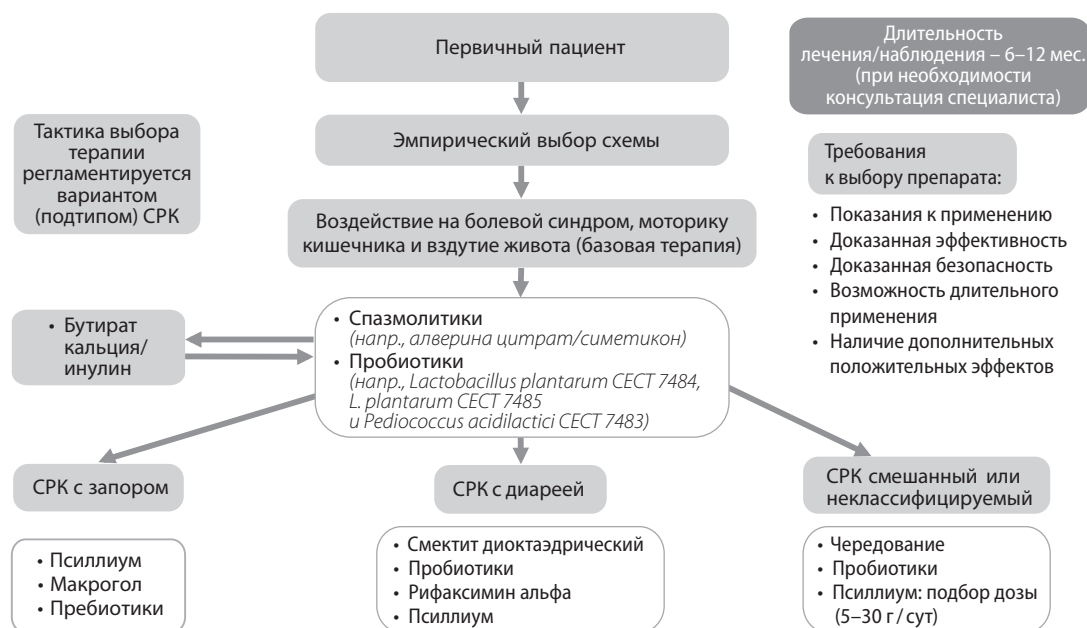 Первичный пациент
Длительность
лечения/наблюдения – 6–12 мес.
(при необходимости
консультация специалиста)
Тактика выбора
терапии
регламентируется
вариантом
(подтипом) СРК
Эмпирический выбор схемы
Требования
к выбору препарата:
• Показания к применению
• Доказанная эффективность
• Доказанная безопасность
• Возможность длительного
применения
• Наличие дополнительных
положительных эффектов
Воздействие на болевой синдром, моторику
кишечника и вздутие живота (базовая терапия)
• Бутират
кальция/
инулин
• Спазмолитики
(напр., алверина цитрат/симетикон)
• Пробиотики
(напр., Lactobacillus plantarum CECT 7484,
L. plantarum CECT 7485
и Pediococcus acidilactici CECT 7483)
СРК с запором
СРК с диареей
СРК смешанный или
неклассифицируемый
• Псиллиум
• Макрогол
• Пребиотики
• Смектит диоктаэдрический
• Пробиотики
• Рифаксимин альфа
• Псиллиум
• Чередование
• Пробиотики
• Псиллиум: подбор дозы
(5–30 г / сут)